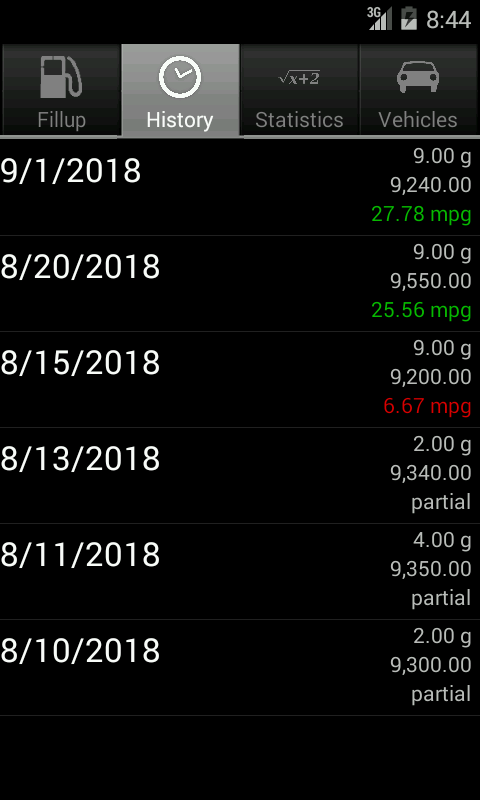 3G 8:44
Fillup History √x+2 Statistics Vehicles
9/1/2018
9.00 g
9,240.00
27.78 mpg
8/20/2018
9.00 g
9,550.00
25.56 mpg
8/15/2018
9.00 g
9,200.00
6.67 mpg
8/13/2018
2.00 g
9,340.00
partial
8/11/2018
4.00 g
9,350.00
partial
8/10/2018
2.00 g
9,300.00
partial